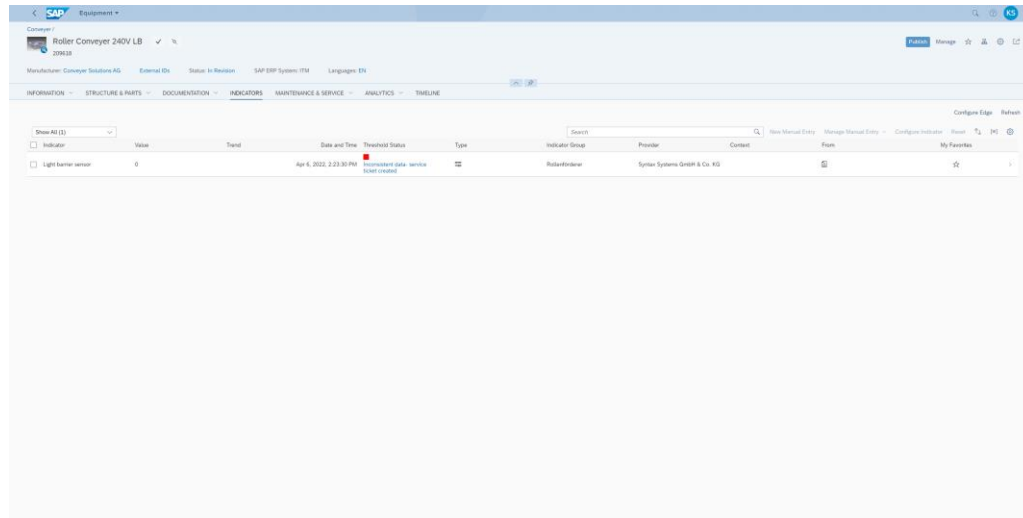 SAP Equipment KS
Conveyer /
Roller Conveyer 240V LB
209618
Publish Manage
Manufacturer: Conveyer Solutions AG External IDs Status: In Revision SAP ERP System: ITM Languages: EN
INFORMATION STRUCTURE & PARTS DOCUMENTATION INDICATORS MAINTENANCE & SERVICE ANALYTICS TIMELINE
Configure Edge Refresh
Show All (1) Search New Manual Entry Manage Manual Entry Configure Indicator Reset
Indicator Value Trend Date and Time Threshold Status Type Indicator Group Provider Context From My Favorites
Light barrier sensor 0 Apr 6, 2022, 2:23:30 PM Inconsistent data- service Rollenförderer Syntax Systems GmbH & Co. KG
ticket created